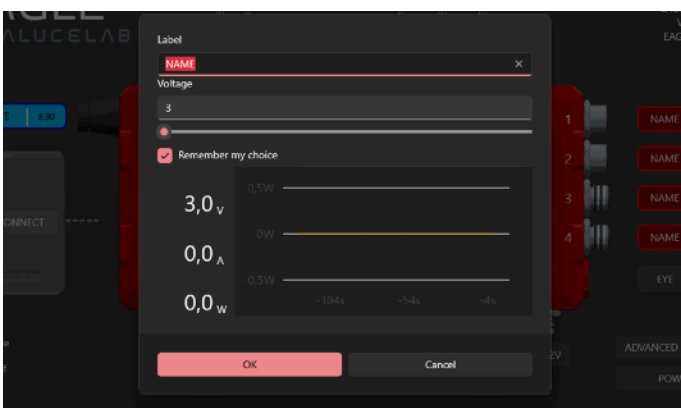 ALUCELAB
EAG
Label
NAME
Voltage
3
Remember my choice
8.90
1 NAME
2 NAME
3 NAME
4 NAME
EYE
3,0 V
0,0 A
0,0 W
0,5W
0W
-0,5W
-104s -54s -4s
ONNECT
OK Cancel
2V
ADVANCED
POW